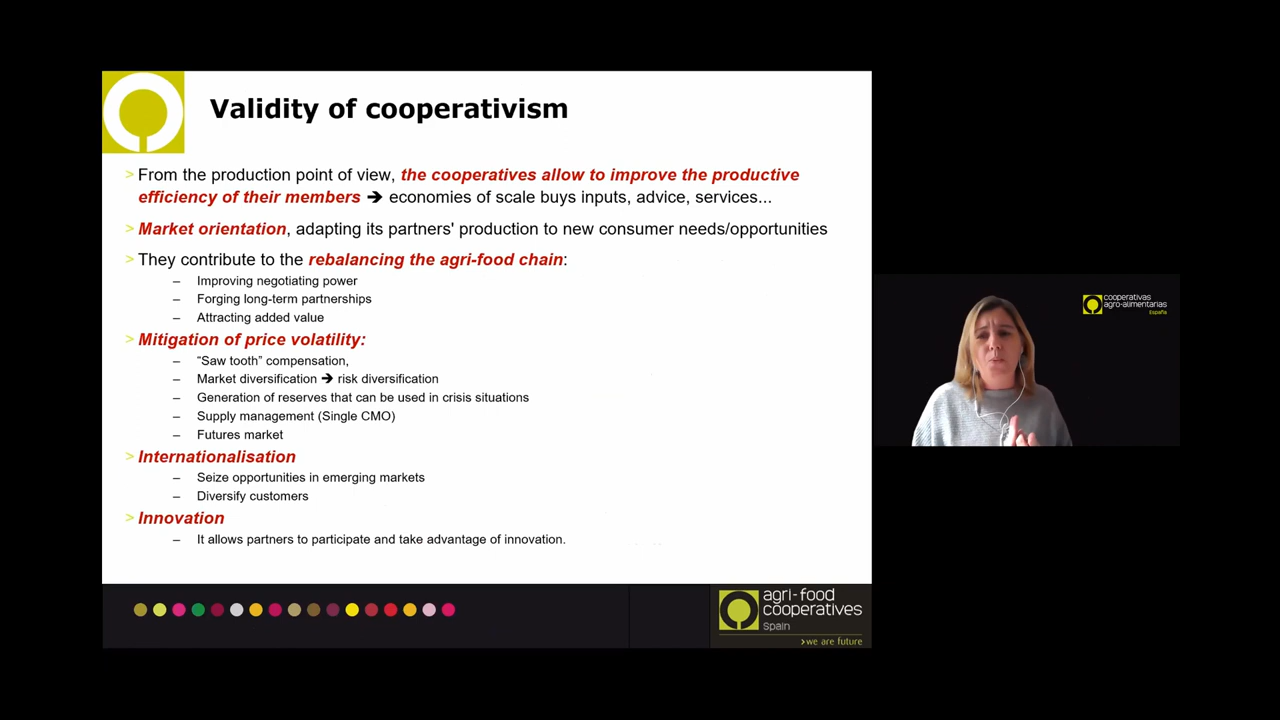 Validity of cooperativism
> From the production point of view, the cooperatives allow to improve the productive
efficiency of their members ➔ economies of scale buys inputs, advice, services...
> Market orientation, adapting its partners' production to new consumer needs/opportunities
> They contribute to the rebalancing the agri-food chain:
– Improving negotiating power
– Forging long-term partnerships
– Attracting added value
> Mitigation of price volatility:
– “Saw tooth” compensation,
– Market diversification ➔ risk diversification
– Generation of reserves that can be used in crisis situations
– Supply management (Single CMO)
– Futures market
> Internationalisation
– Seize opportunities in emerging markets
– Diversify customers
> Innovation
– It allows partners to participate and take advantage of innovation.
agri-food
cooperatives
Spain
>we are future
cooperativas
agro-alimentarias
España